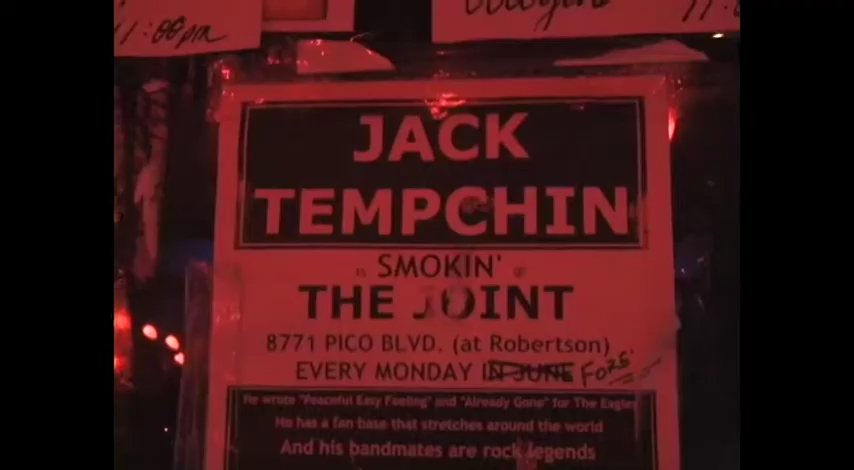 11:00pm
JACK
TEMPCHIN
is SMOKIN' @
THE JOINT
8771 PICO BLVD. (at Robertson)
EVERY MONDAY IN JUNE
He wrote "Peaceful Easy Feeling" and "Already Gone" for The Eagles
He has a fan base that stretches around the world
And his bandmates are rock legends